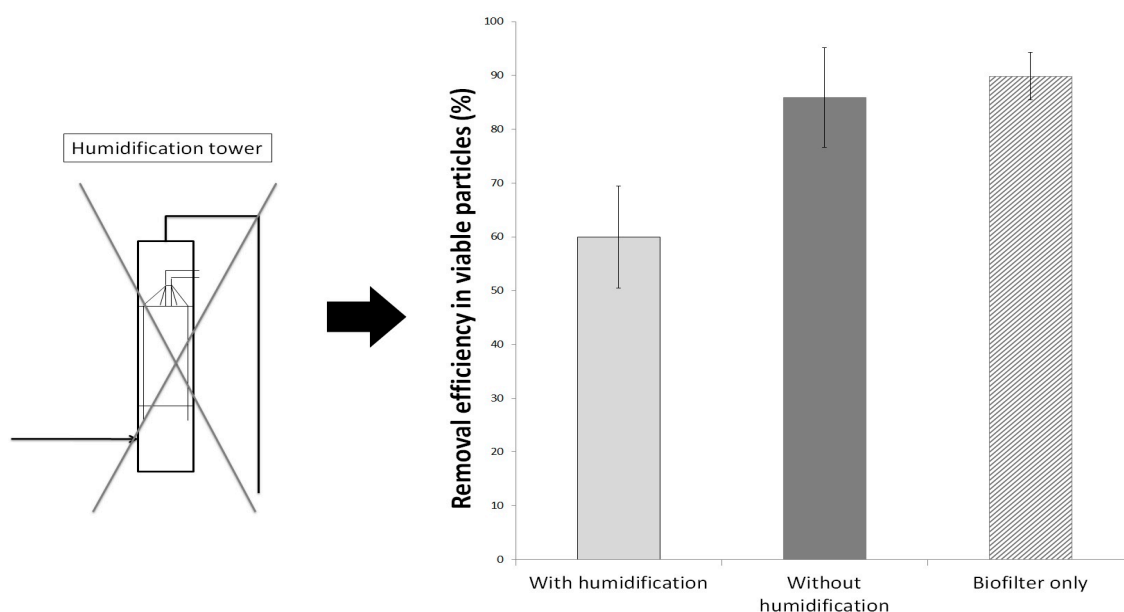 Humidification tower
Removal efficiency in viable particles (%)
100
90
80
70
60
50
40
30
20
10
0
With humidification
Without
humidification
Biofilter only